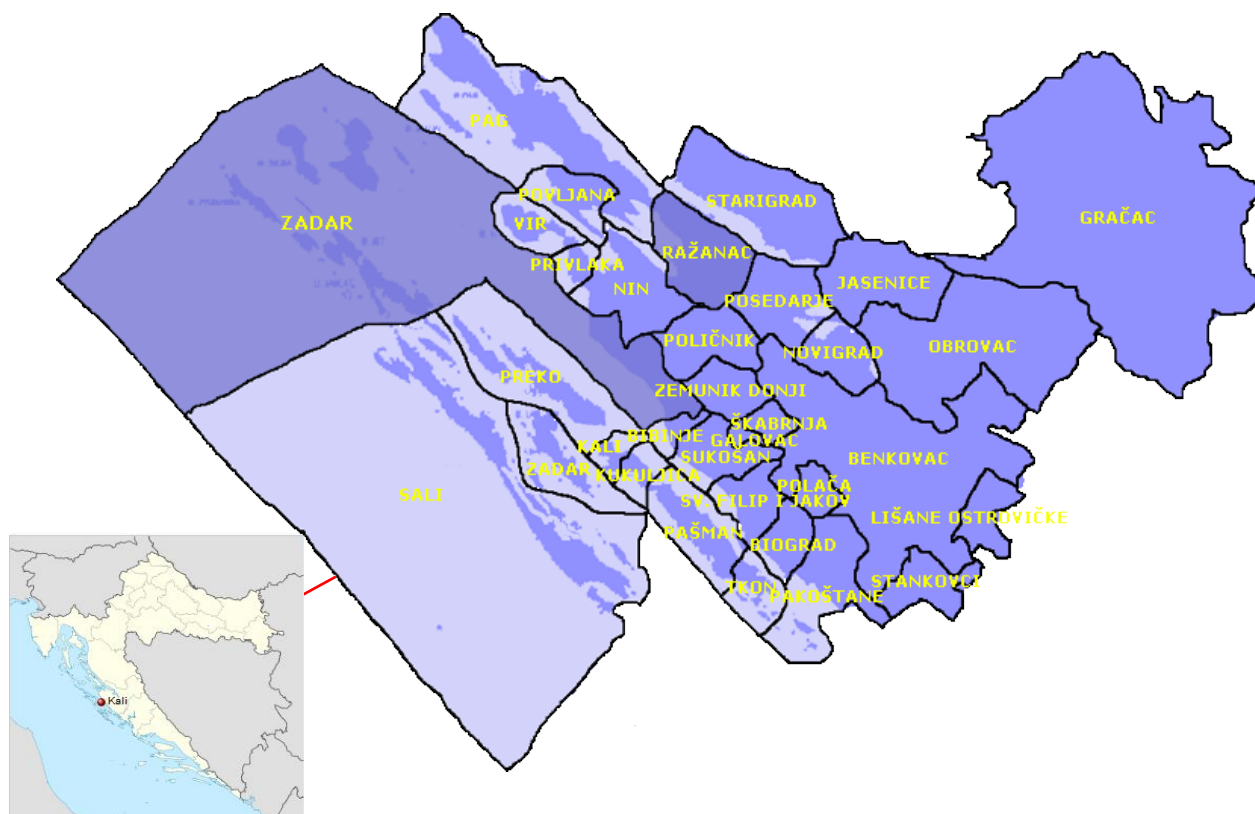 PAG
POVLJANA
STARIGRAD
GRAČAC
ZADAR
VIR
RAŽANAC
PRIVLAKA
NIN
JASENICE
POSEDARJE
POLIČNIK
NOVIGRAD
OBROVAC
PREKO
ZEMUNIK DONJI
ŠKABRNJA
BIBINJE
GALOVAC
KALI
SUKOŠAN
BENKOVAC
ZADAR
KUKULJICA
POLAČA
SALI
SV. FILIP I JAKOV
LIŠANE OSTROVIČKE
PAŠMAN
BIOGRAD
TKON
PAKOŠTANE
STANKOVCI
Kali